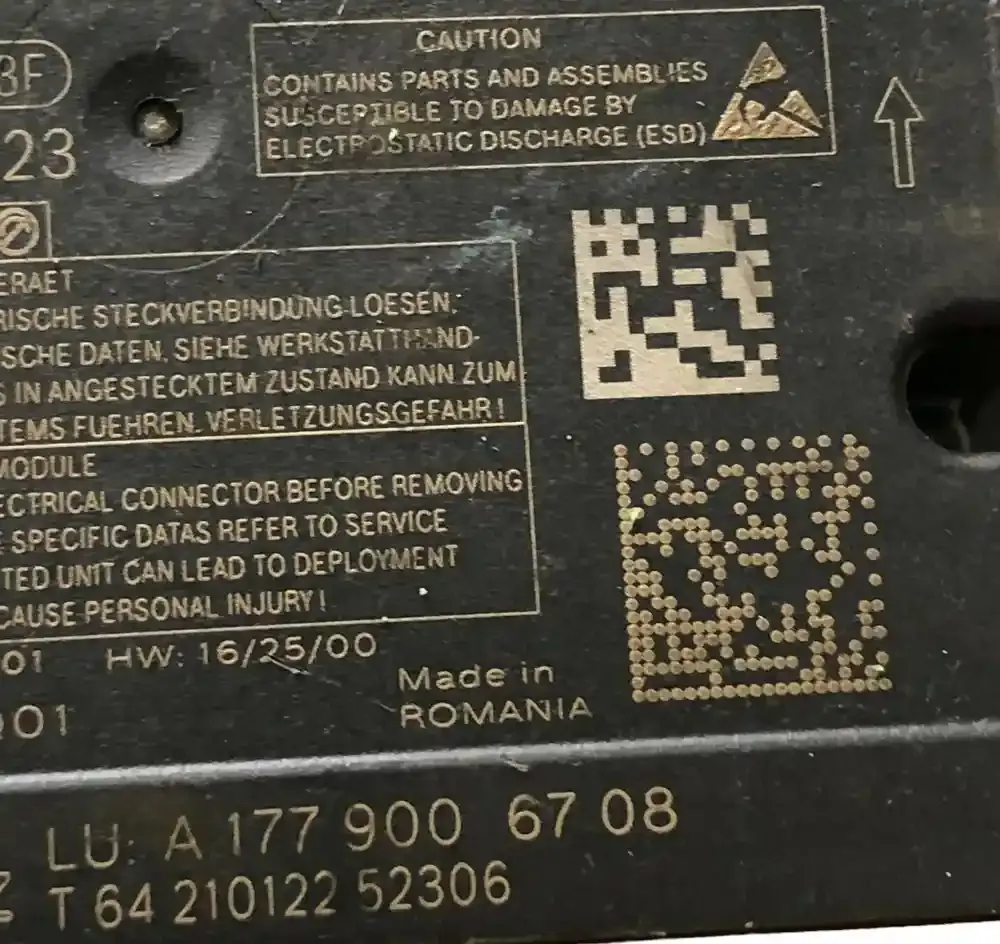 3F
CAUTION
CONTAINS PARTS AND ASSEMBLIES
SUSCEPTIBLE TO DAMAGE BY
ELECTROSTATIC DISCHARGE (ESD)
23
ERAET
RISCHE STECKVERBINDUNG LOESEN;
SCHE DATEN, SIEHE WERKSTATTHAND-
S IN ANGESTECKTEM ZUSTAND KANN ZUM
TEMS FUEHREN. VERLETZUNGSGEFAHR!
MODULE
ECTRICAL CONNECTOR BEFORE REMOVING
E SPECIFIC DATAS REFER TO SERVICE
TED UNIT CAN LEAD TO DEPLOYMENT
CAUSE PERSONAL INJURY!
01 HW: 16/25/00
Made in
ROMANIA
001
LU: A 177 900 67 08
T 64 210122 52306